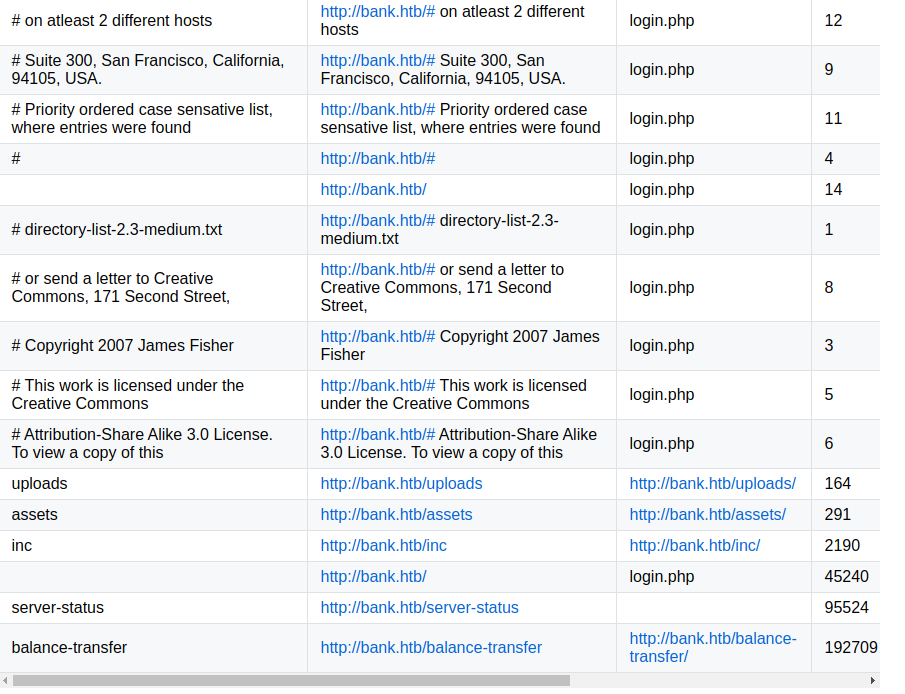 # on atleast 2 different hosts
http://bank.htb/# on atleast 2 different
hosts
login.php
12
# Suite 300, San Francisco, California,
94105, USA.
http://bank.htb/# Suite 300, San
Francisco, California, 94105, USA.
login.php
9
# Priority ordered case sensative list,
where entries were found
http://bank.htb/# Priority ordered case
sensative list, where entries were found
login.php
11
#
http://bank.htb/#
login.php
4
http://bank.htb/
login.php
14
# directory-list-2.3-medium.txt
http://bank.htb/# directory-list-2.3-
medium.txt
login.php
1
# or send a letter to Creative
Commons, 171 Second Street,
http://bank.htb/# or send a letter to
Creative Commons, 171 Second
Street,
login.php
8
# Copyright 2007 James Fisher
http://bank.htb/# Copyright 2007 James
Fisher
login.php
3
# This work is licensed under the
Creative Commons
http://bank.htb/# This work is licensed
under the Creative Commons
login.php
5
# Attribution-Share Alike 3.0 License.
To view a copy of this
http://bank.htb/# Attribution-Share Alike
3.0 License. To view a copy of this
login.php
6
uploads
http://bank.htb/uploads
http://bank.htb/uploads/
164
assets
http://bank.htb/assets
http://bank.htb/assets/
291
inc
http://bank.htb/inc
http://bank.htb/inc/
2190
http://bank.htb/
login.php
45240
server-status
http://bank.htb/server-status
95524
balance-transfer
http://bank.htb/balance-transfer
http://bank.htb/balance-
transfer/
192709